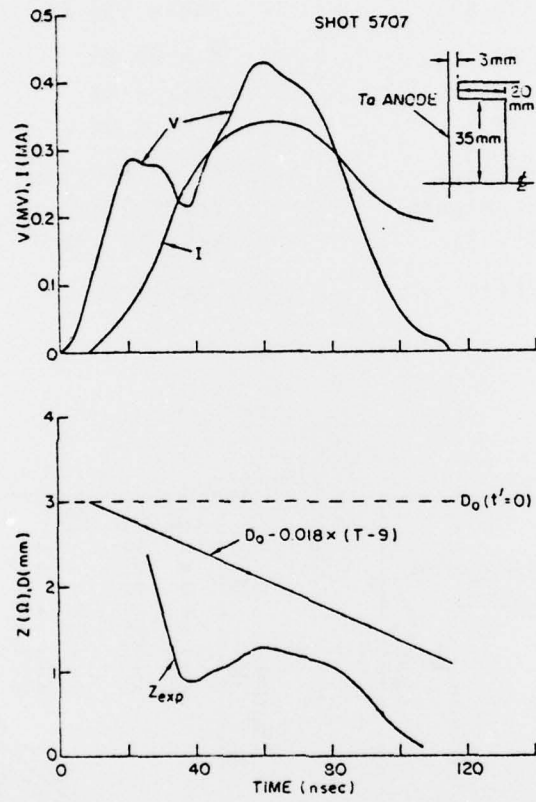 SHOT 5707
0.5
0.4
0.3
0.2
0.1
0
V(MV), I(MA)
V
I
3mm
Ta ANODE
20
mm
35mm
℄
4
3
2
1
0
Z(Ω), D(mm)
D₀(t'=0)
D₀-0.018×(T-9)
Zexp
0 40 80 120
TIME (nsec)